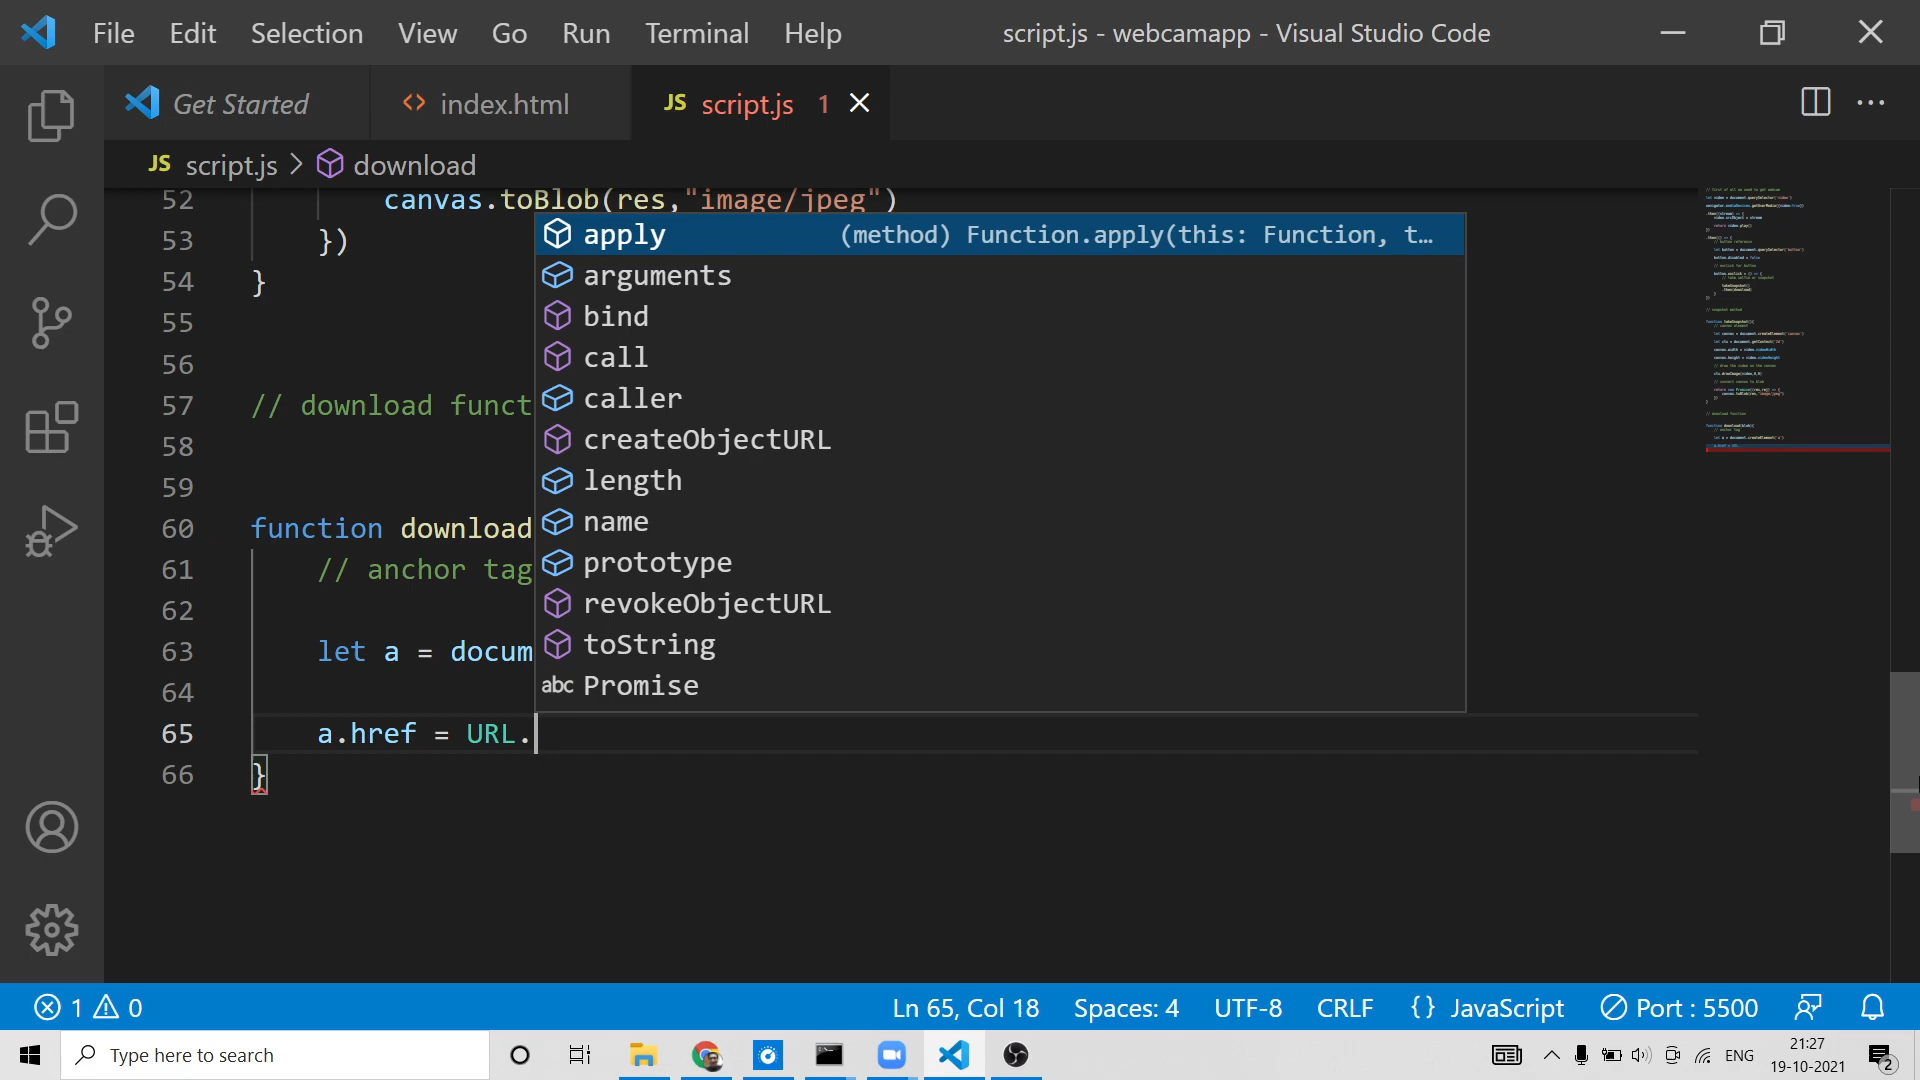 File Edit Selection View Go Run Terminal Help script.js - webcamapp - Visual Studio Code
Get Started index.html JS script.js 1
JS script.js > download
52 canvas.toBlob(res,"image/jpeg")
53 })
54 }
55
56
57 // download funct
58
59
60 function download
61 // anchor tag
62
63 let a = docum
64
65 a.href = URL.
66 }
apply (method) Function.apply(this: Function, t…
arguments
bind
call
caller
createObjectURL
length
name
prototype
revokeObjectURL
toString
abc Promise
1 0 Ln 65, Col 18 Spaces: 4 UTF-8 CRLF {} JavaScript Port : 5500
Type here to search ENG 21:27
19-10-2021 2